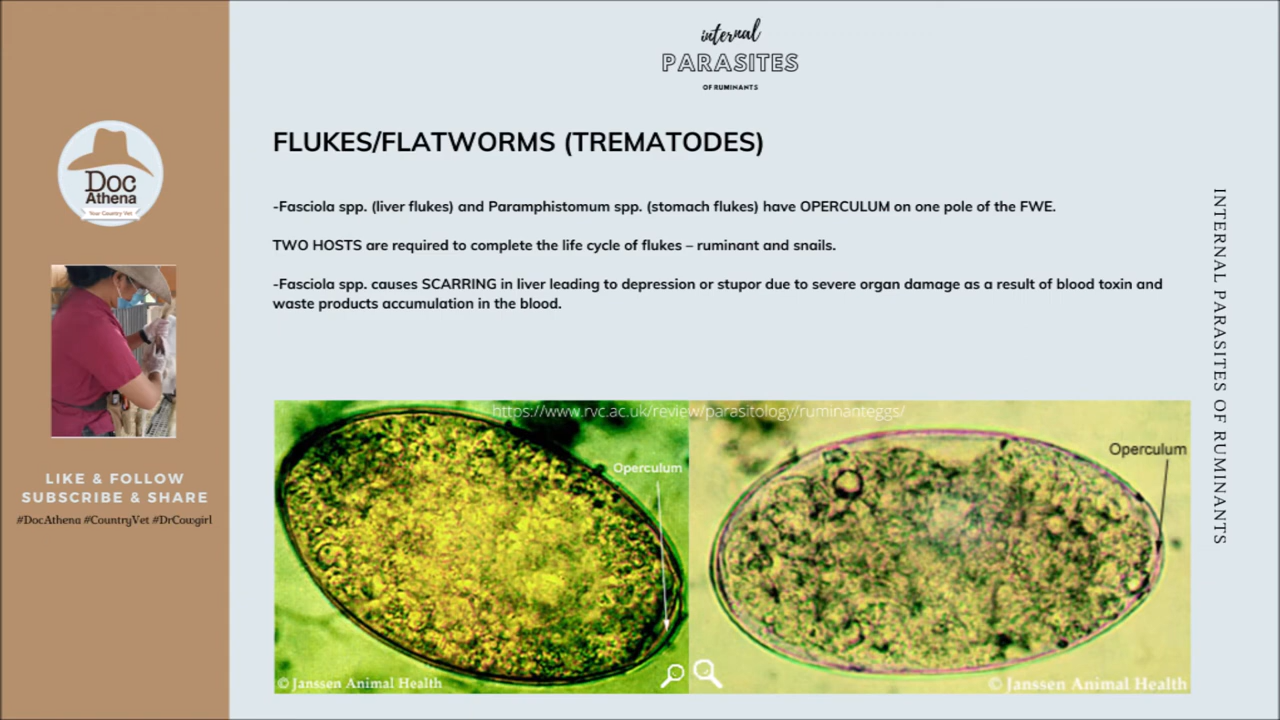 internal
PARASITES
OF RUMINANTS
FLUKES/FLATWORMS (TREMATODES)
-Fasciola spp. (liver flukes) and Paramphistomum spp. (stomach flukes) have OPERCULUM on one pole of the FWE.
TWO HOSTS are required to complete the life cycle of flukes – ruminant and snails.
-Fasciola spp. causes SCARRING in liver leading to depression or stupor due to severe organ damage as a result of blood toxin and
waste products accumulation in the blood.
Doc
Athena
Your Country Vet
LIKE & FOLLOW
SUBSCRIBE & SHARE
#DocAthena #CountryVet #DrCowgirl
https://www.rvc.ac.uk/review/parasitology/ruminanteggs/
Operculum
Operculum
© Janssen Animal Health
© Janssen Animal Health
INTERNAL PARASITES OF RUMINANTS